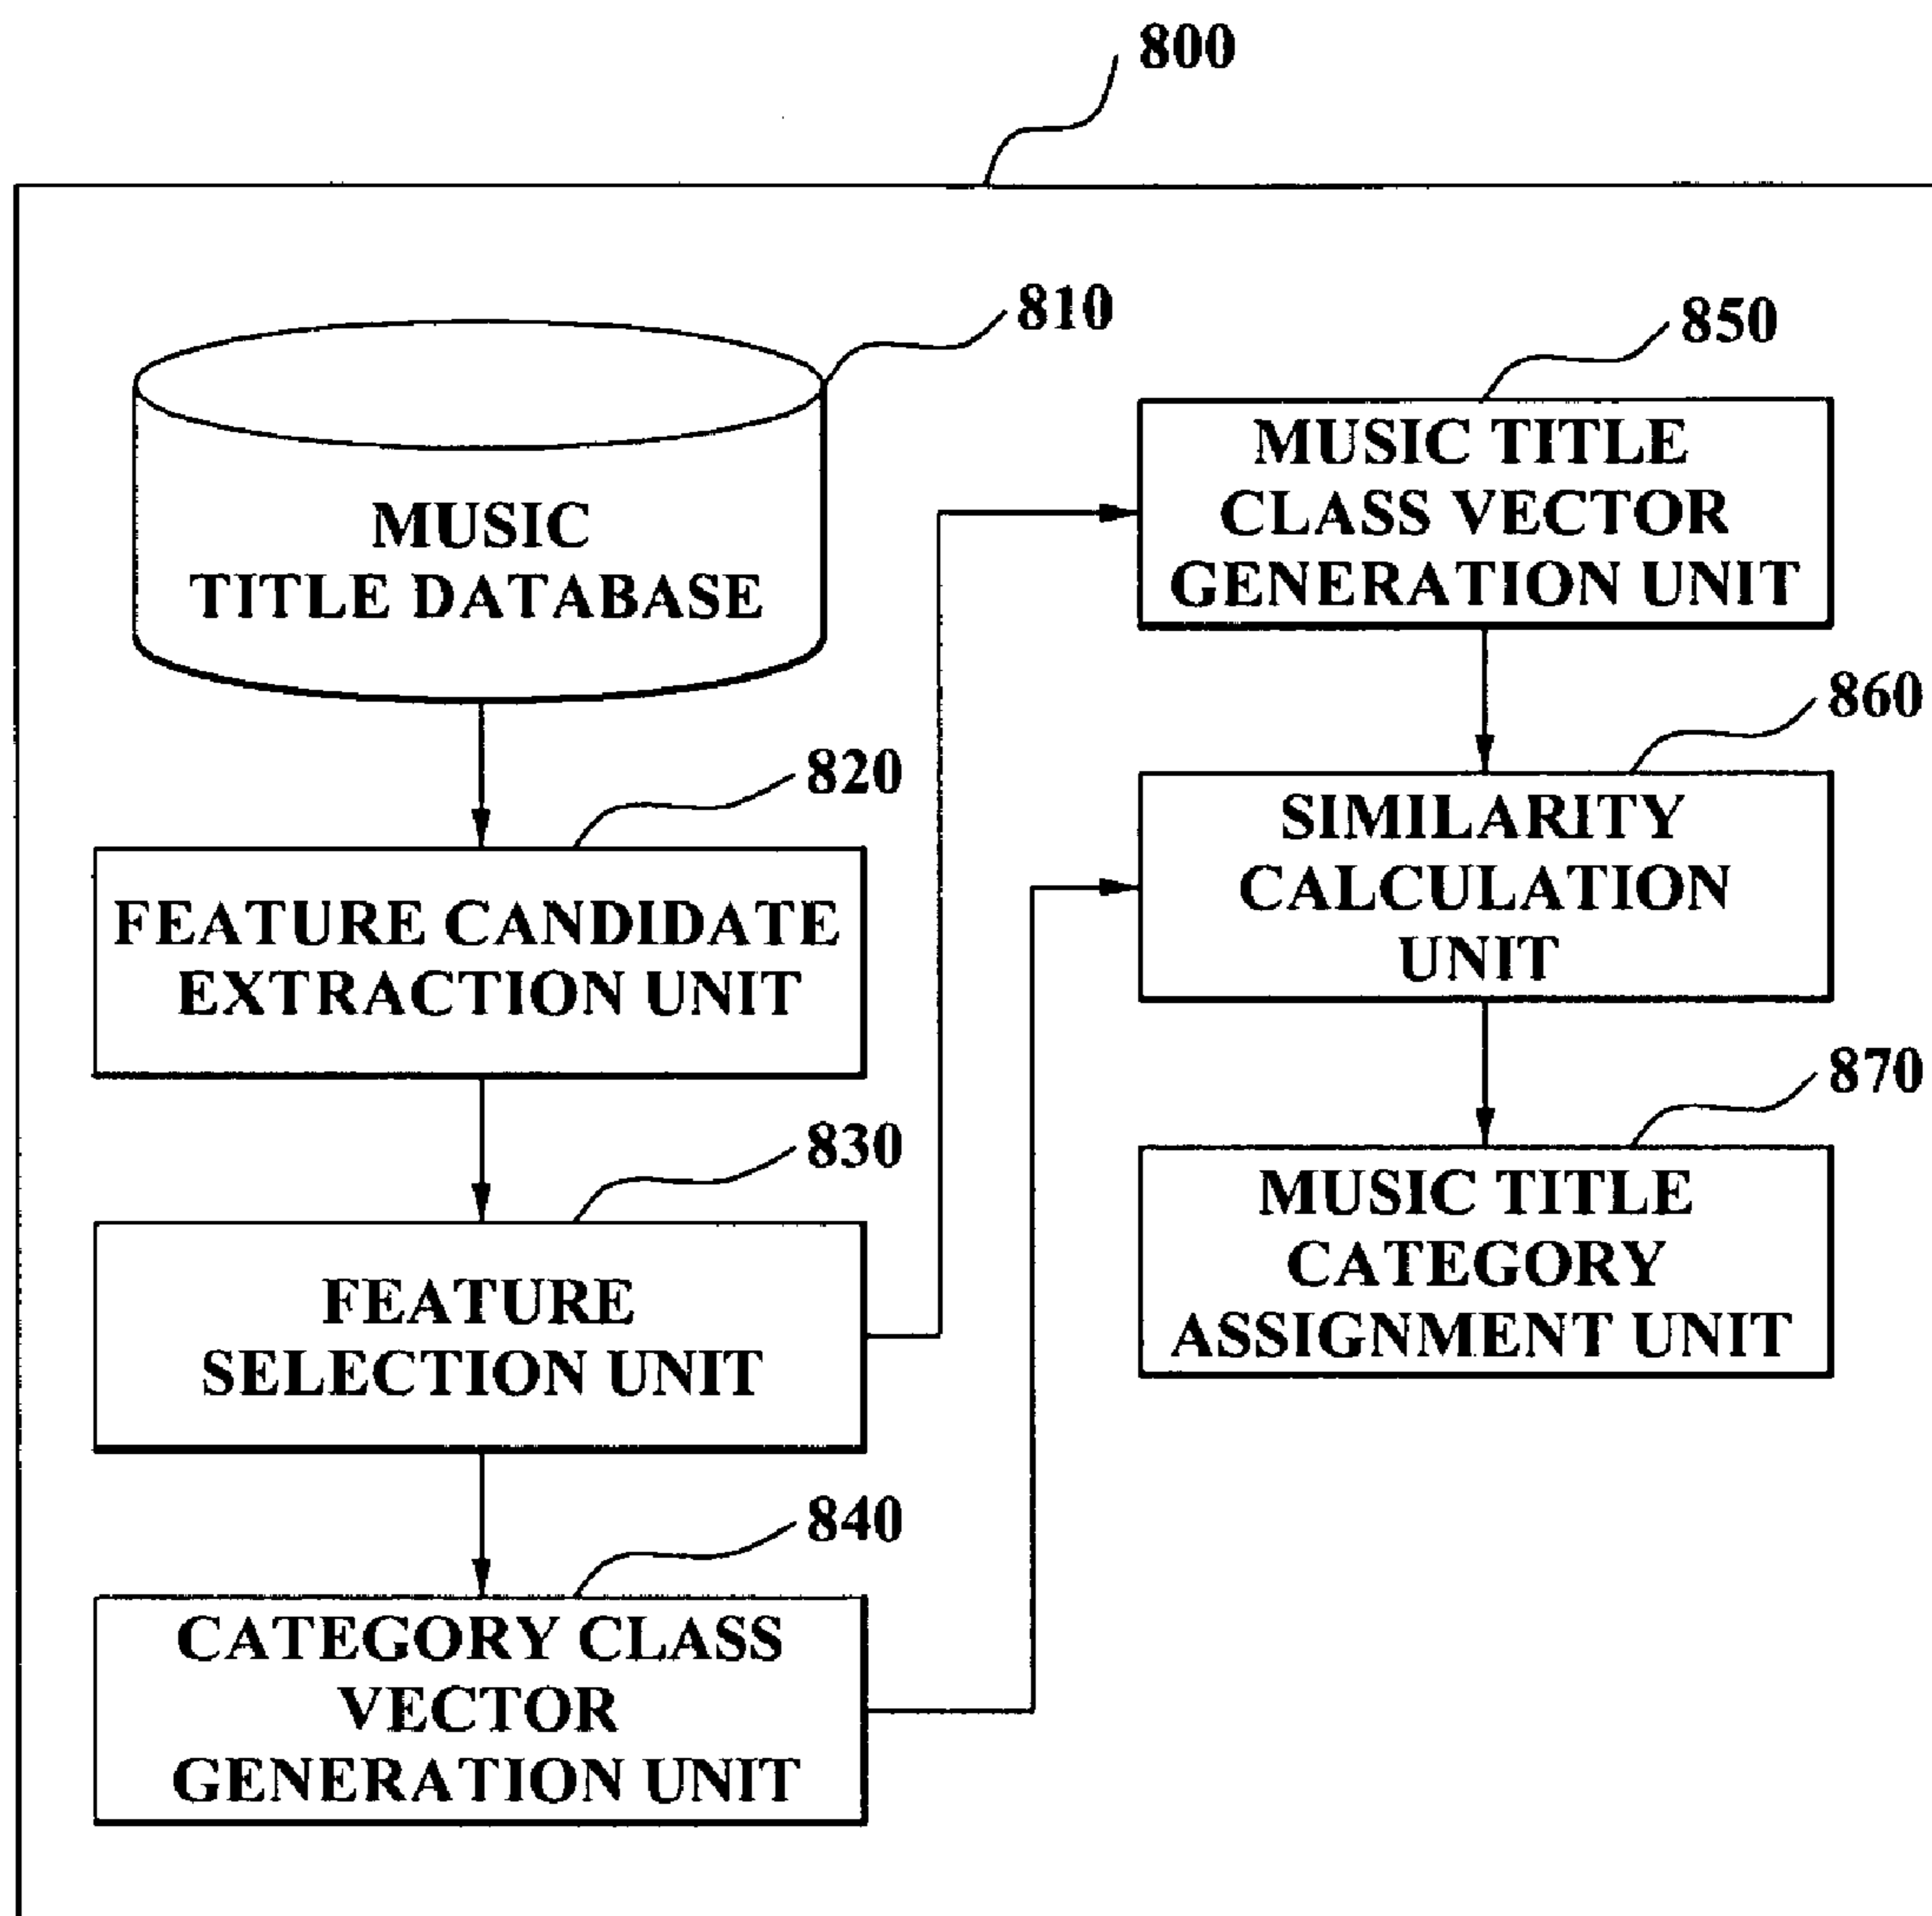 800
810
MUSIC
TITLE DATABASE
820
FEATURE CANDIDATE
EXTRACTION UNIT
830
FEATURE
SELECTION UNIT
840
CATEGORY CLASS
VECTOR
GENERATION UNIT
850
MUSIC TITLE
CLASS VECTOR
GENERATION UNIT
860
SIMILARITY
CALCULATION
UNIT
870
MUSIC TITLE
CATEGORY
ASSIGNMENT UNIT